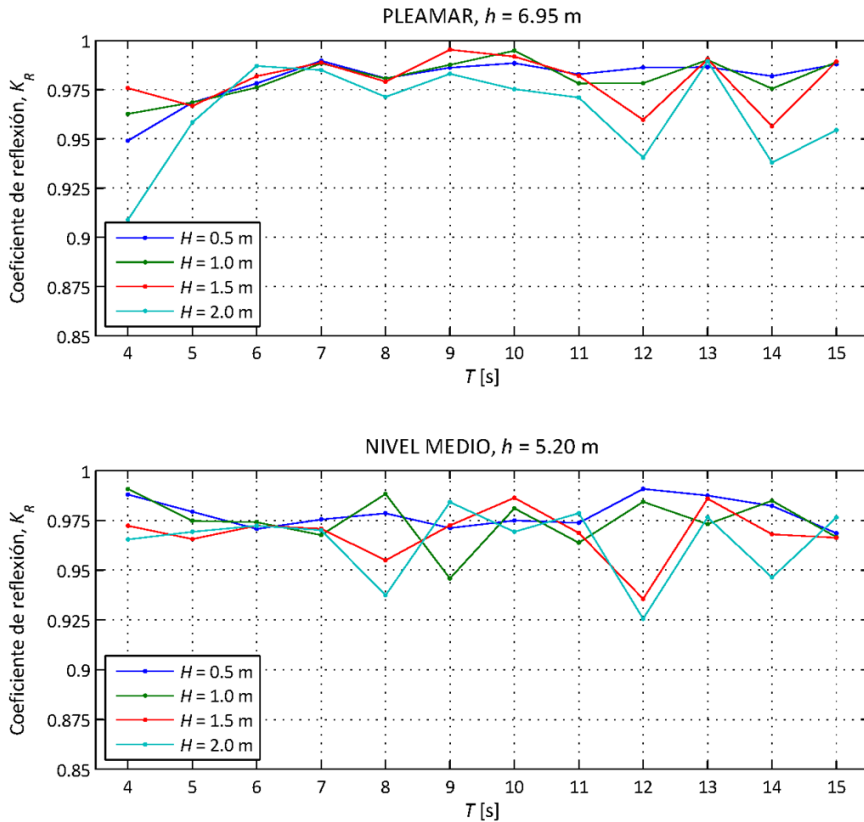 PLEAMAR, h = 6.95 m
Coeficiente de reflexión, K_R
1
0.975
0.95
0.925
0.9
0.875
0.85
H = 0.5 m
H = 1.0 m
H = 1.5 m
H = 2.0 m
4 5 6 7 8 9 10 11 12 13 14 15
T [s]
NIVEL MEDIO, h = 5.20 m
Coeficiente de reflexión, K_R
1
0.975
0.95
0.925
0.9
0.875
0.85
H = 0.5 m
H = 1.0 m
H = 1.5 m
H = 2.0 m
4 5 6 7 8 9 10 11 12 13 14 15
T [s]